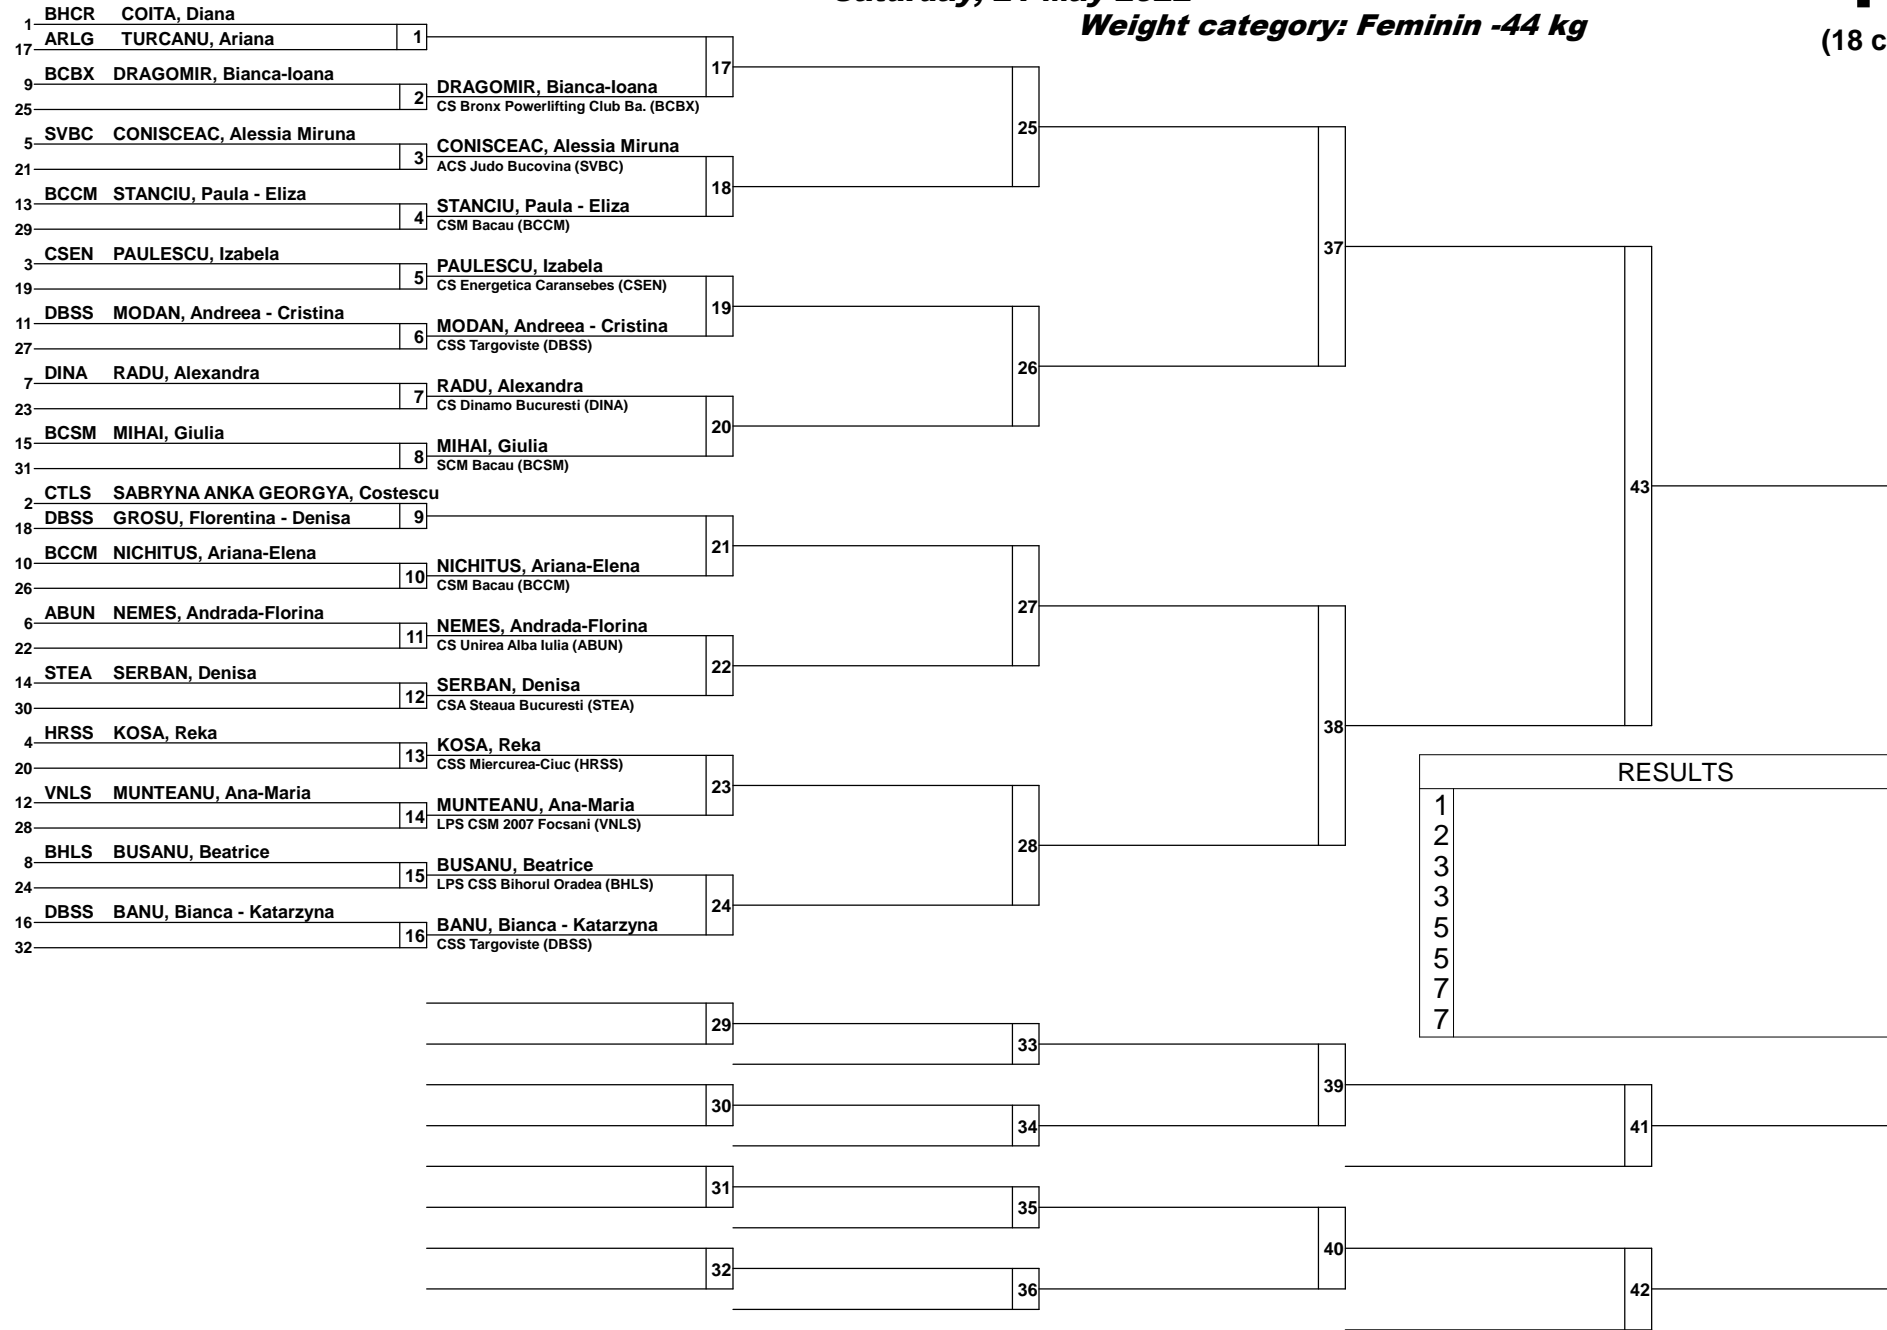 Weight category: Feminin -44 kg
(18 c
1 BHCR COITA, Diana
17 ARLG TURCANU, Ariana 1
9 BCBX DRAGOMIR, Bianca-Ioana
25
2 DRAGOMIR, Bianca-Ioana
CS Bronx Powerlifting Club Ba. (BCBX)
17
5 SVBC CONISCEAC, Alessia Miruna
21
3 CONISCEAC, Alessia Miruna
ACS Judo Bucovina (SVBC)
13 BCCM STANCIU, Paula - Eliza
29
4 STANCIU, Paula - Eliza
CSM Bacau (BCCM)
18
25
3 CSEN PAULESCU, Izabela
19
5 PAULESCU, Izabela
CS Energetica Caransebes (CSEN)
11 DBSS MODAN, Andreea - Cristina
27
6 MODAN, Andreea - Cristina
CSS Targoviste (DBSS)
19
7 DINA RADU, Alexandra
23
7 RADU, Alexandra
CS Dinamo Bucuresti (DINA)
15 BCSM MIHAI, Giulia
31
8 MIHAI, Giulia
SCM Bacau (BCSM)
20
26
37
2 CTLS SABRYNA ANKA GEORGYA, Costescu
18 DBSS GROSU, Florentina - Denisa 9
10 BCCM NICHITUS, Ariana-Elena
26
10 NICHITUS, Ariana-Elena
CSM Bacau (BCCM)
21
6 ABUN NEMES, Andrada-Florina
22
11 NEMES, Andrada-Florina
CS Unirea Alba Iulia (ABUN)
14 STEA SERBAN, Denisa
30
12 SERBAN, Denisa
CSA Steaua Bucuresti (STEA)
22
27
4 HRSS KOSA, Reka
20
13 KOSA, Reka
CSS Miercurea-Ciuc (HRSS)
12 VNLS MUNTEANU, Ana-Maria
28
14 MUNTEANU, Ana-Maria
LPS CSM 2007 Focsani (VNLS)
23
8 BHLS BUSANU, Beatrice
24
15 BUSANU, Beatrice
LPS CSS Bihorul Oradea (BHLS)
16 DBSS BANU, Bianca - Katarzyna
32
16 BANU, Bianca - Katarzyna
CSS Targoviste (DBSS)
24
28
38
43
RESULTS
1
2
3
3
5
5
7
7
29
33
30
34
39
41
31
35
32
36
40
42